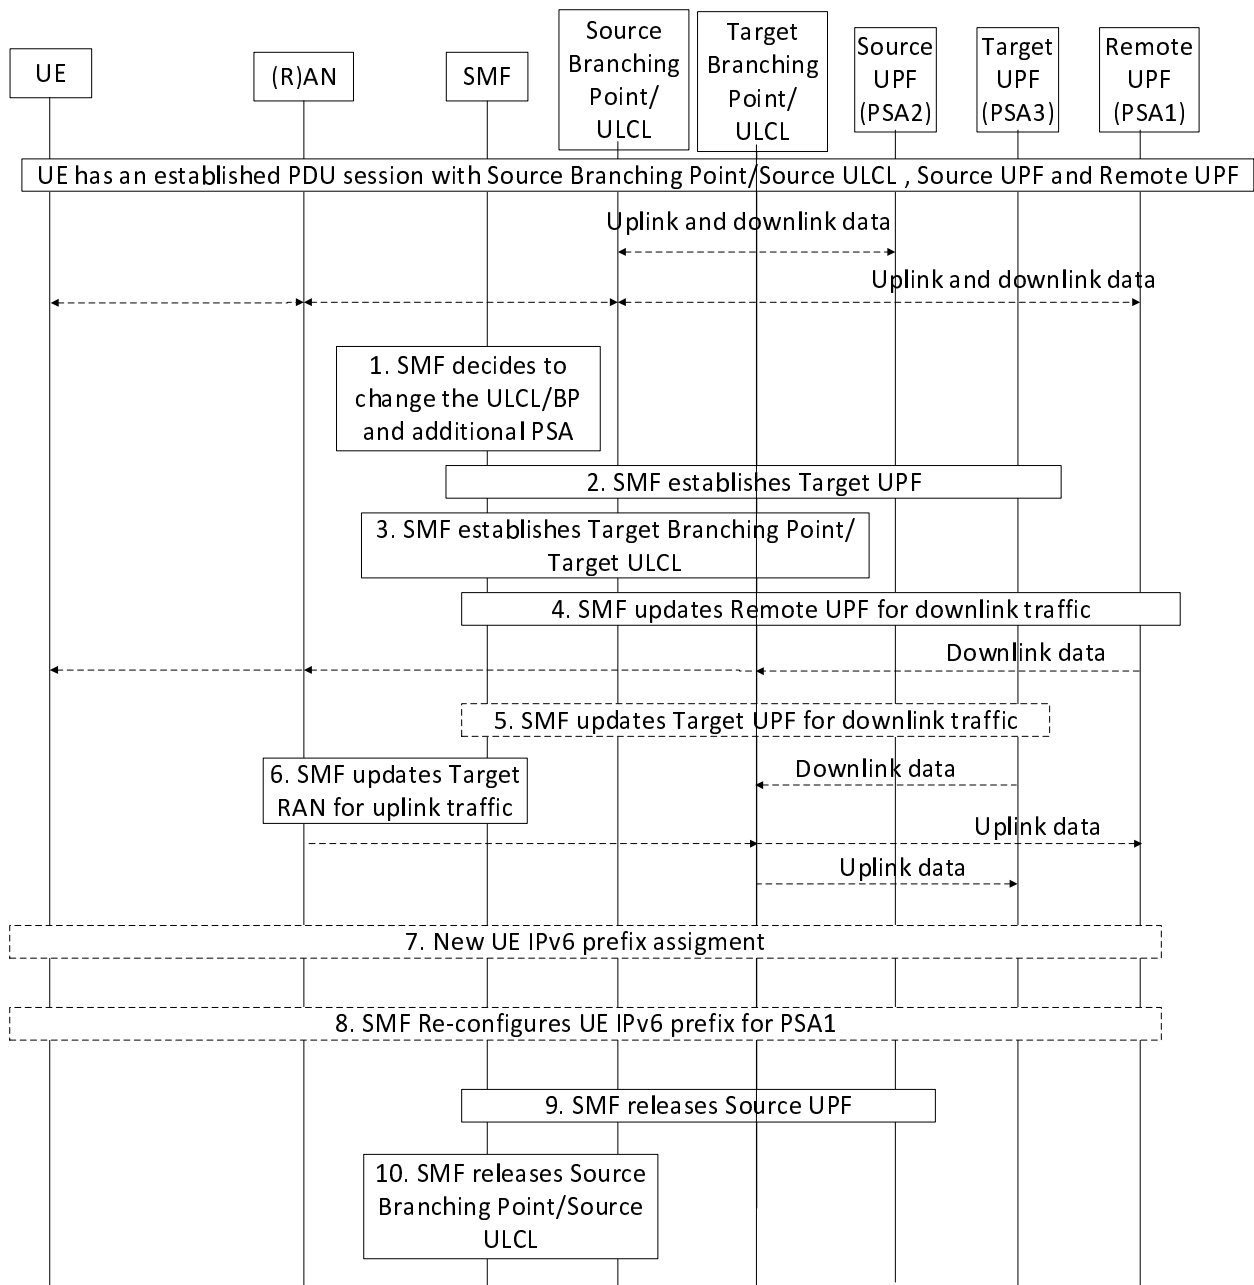 UE
(R)AN
SMF
Source
Branching
Point/
ULCL
Target
Branching
Point/
ULCL
Source
UPF
(PSA2)
Target
UPF
(PSA3)
Remote
UPF
(PSA1)
UE has an established PDU session with Source Branching Point/Source ULCL , Source UPF and Remote UPF
Uplink and downlink data
Uplink and downlink data
1. SMF decides to
change the ULCL/BP
and additional PSA
2. SMF establishes Target UPF
3. SMF establishes Target Branching Point/
Target ULCL
4. SMF updates Remote UPF for downlink traffic
Downlink data
5. SMF updates Target UPF for downlink traffic
6. SMF updates Target
RAN for uplink traffic
Downlink data
Uplink data
Uplink data
7. New UE IPv6 prefix assigment
8. SMF Re-configures UE IPv6 prefix for PSA1
9. SMF releases Source UPF
10. SMF releases Source
Branching Point/Source
ULCL